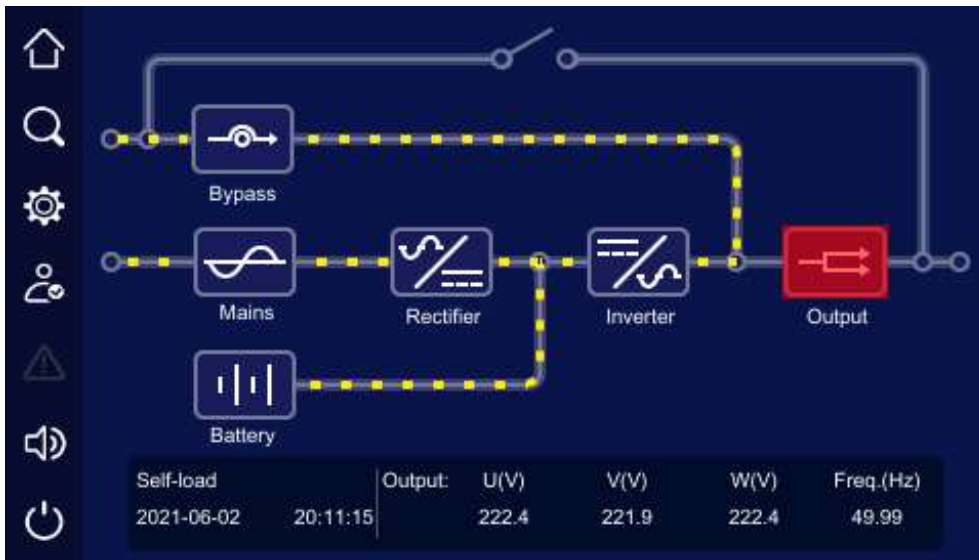 Bypass
Mains
Rectifier
Inverter
Output
Battery
Self-load Output: U(V) V(V) W(V) Freq.(Hz)
2021-06-02 20:11:15 222.4 221.9 222.4 49.99